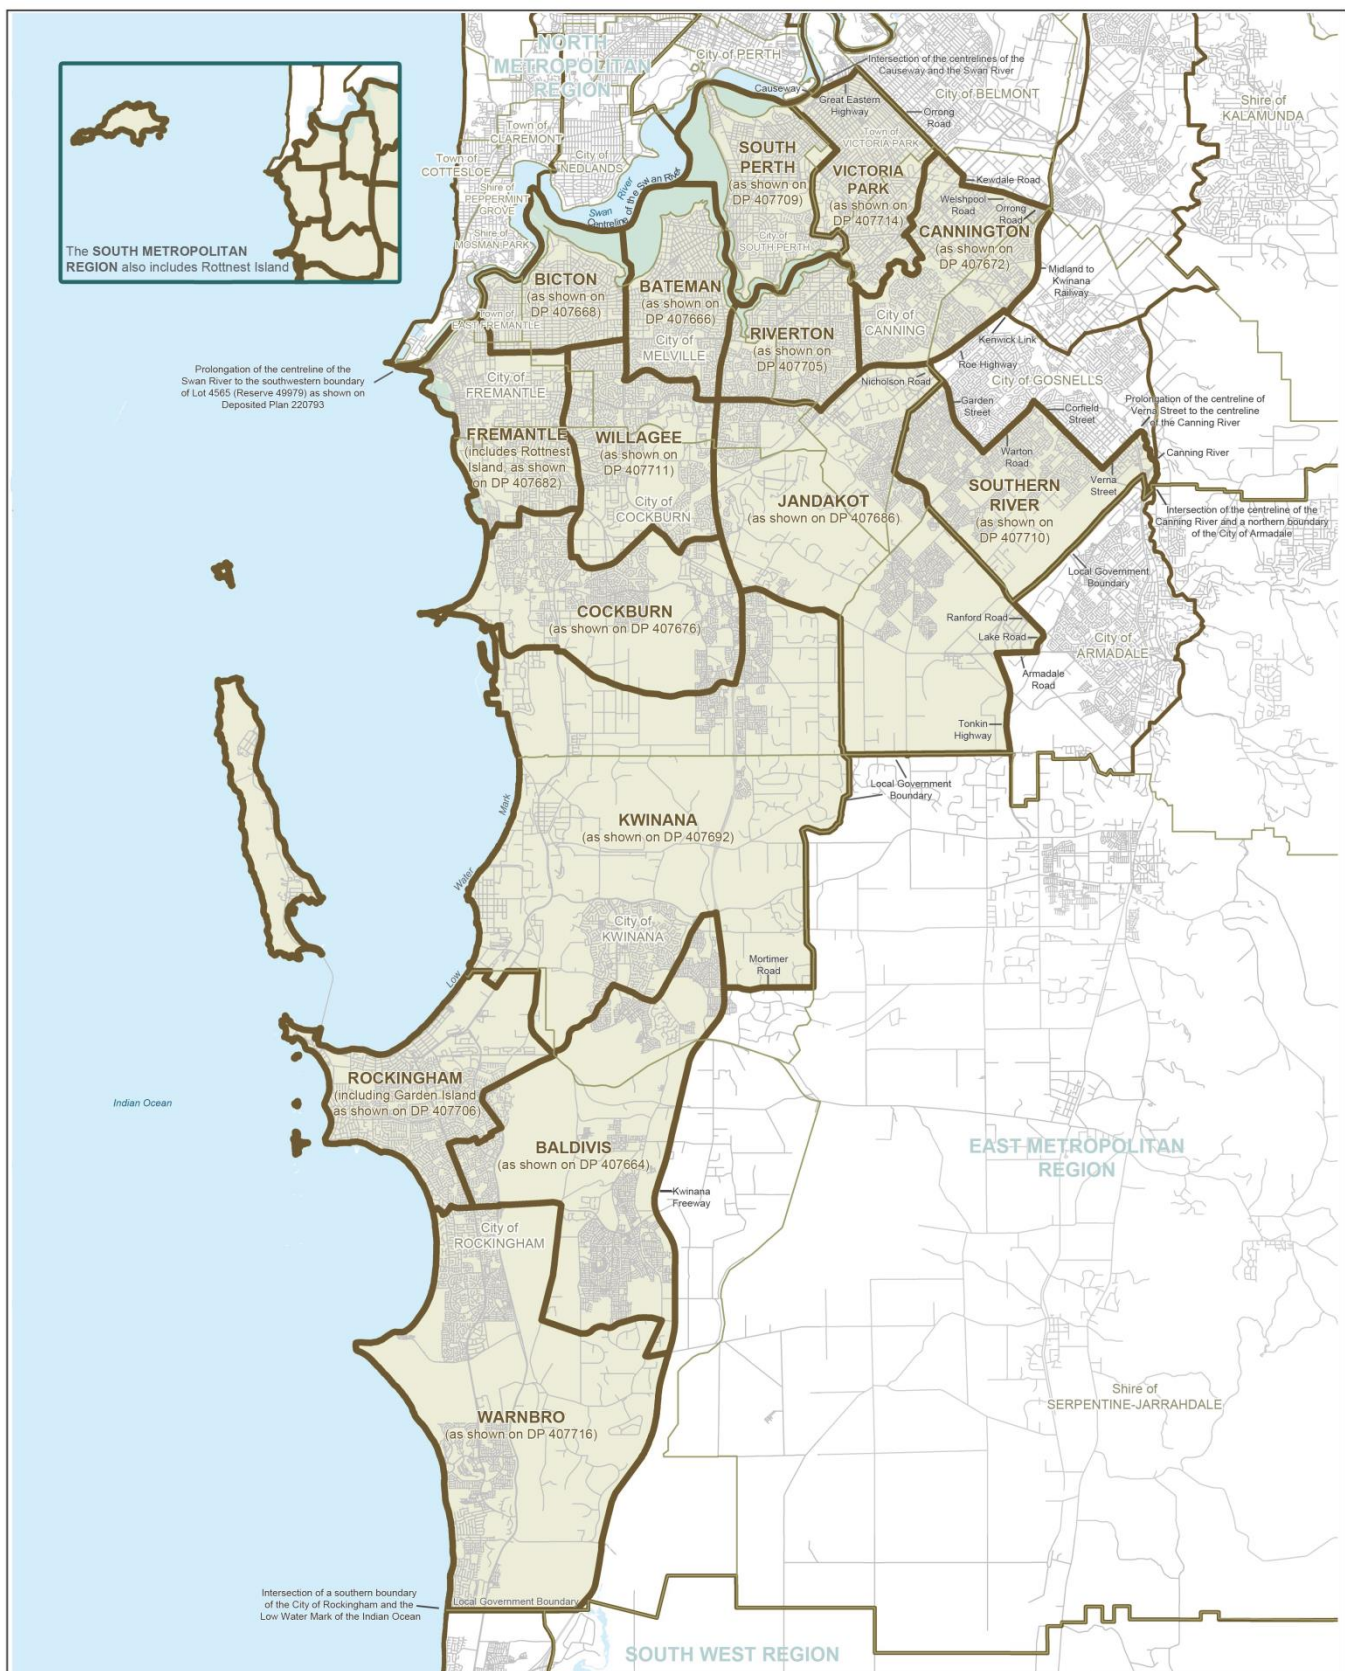 NORTH
METROPOLITAN
REGION
City of PERTH
Intersection of the centrelines of the
Causeway and the Swan River
Causeway
Great Eastern
Highway
City of BELMONT
Orrong
Road
Shire of
KALAMUNDA
Town of
CLAREMONT
Town of
COTTESLOE
City of
NEDLANDS
Shire of
PEPPERMINT
GROVE
Shire of
MOSMAN PARK
Swan River
Centreline of the Swan River
SOUTH
PERTH
(as shown on
DP 407709)
City of
SOUTH PERTH
Town of
VICTORIA PARK
VICTORIA
PARK
(as shown on
DP 407714)
Kewdale Road
Welshpool
Road
Orrong
Road
CANNINGTON
(as shown on
DP 407672)
The SOUTH METROPOLITAN
REGION also includes Rottnest Island
BICTON
(as shown on
DP 407668)
Town of
EAST FREMANTLE
BATEMAN
(as shown on
DP 407666)
City of
MELVILLE
RIVERTON
(as shown on
DP 407705)
City of
CANNING
Midland to
Kwinana
Railway
Kenwick Link
Roe Highway
Nicholson Road
City of GOSNELLS
Garden
Street
Corfield
Street
Prolongation of the centreline of
Verna Street to the centreline
of the Canning River
Prolongation of the centreline of the
Swan River to the southwestern boundary
of Lot 4565 (Reserve 49979) as shown on
Deposited Plan 220793
City of
FREMANTLE
FREMANTLE
(includes Rottnest
Island, as shown
on DP 407682)
WILLAGEE
(as shown on
DP 407711)
City of
COCKBURN
Warton
Road
Canning River
Verna
Street
JANDAKOT
(as shown on DP 407686)
SOUTHERN
RIVER
(as shown on
DP 407710)
Intersection of the centreline of the
Canning River and a northern boundary
of the City of Armadale
Local Government
Boundary
COCKBURN
(as shown on DP 407676)
Ranford Road
Lake Road
City of
ARMADALE
Armadale
Road
Tonkin
Highway
Local Government
Boundary
KWINANA
(as shown on DP 407692)
Low Water Mark
City of
KWINANA
Mortimer
Road
ROCKINGHAM
(including Garden Island
as shown on DP 407706)
Indian Ocean
BALDIVIS
(as shown on DP 407664)
EAST METROPOLITAN
REGION
Kwinana
Freeway
City of
ROCKINGHAM
Shire of
SERPENTINE-JARRAHDALE
WARNBRO
(as shown on DP 407716)
Intersection of a southern boundary
of the City of Rockingham and the
Low Water Mark of the Indian Ocean
Local Government Boundary
SOUTH WEST REGION